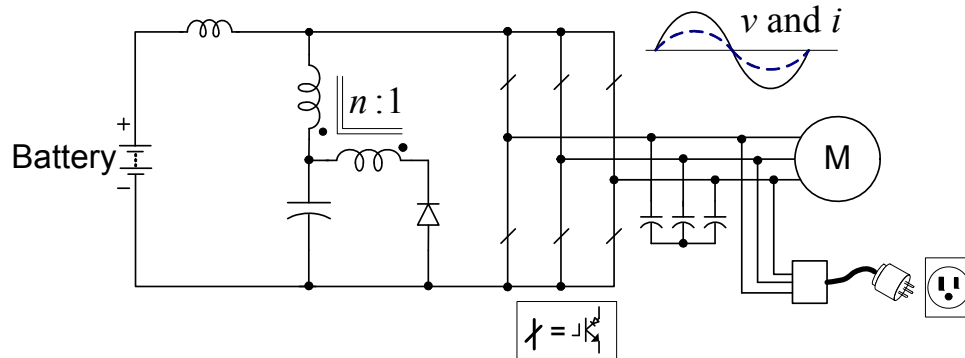 v and i
n:1
+
Battery
−
M
=